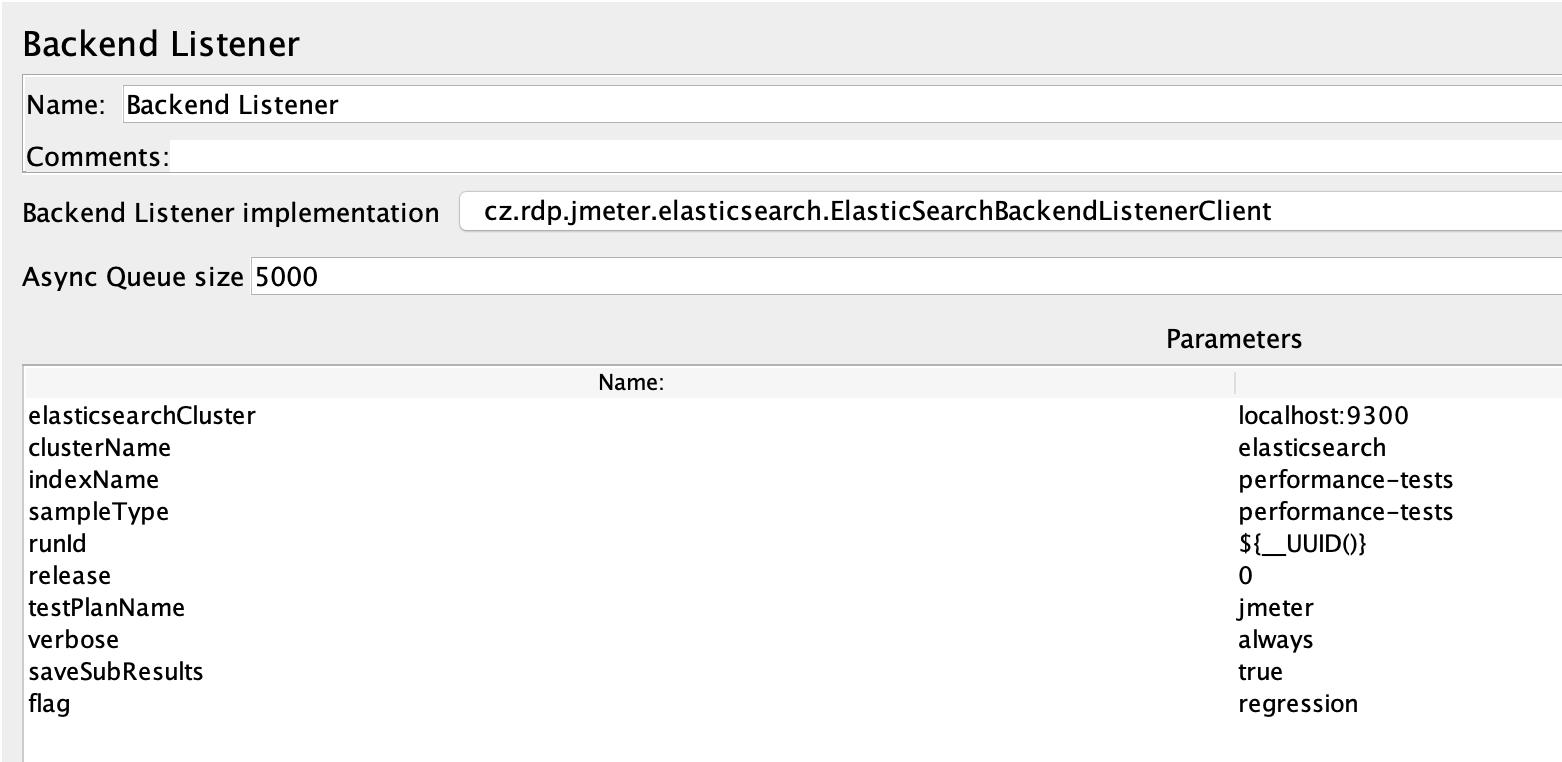 Backend Listener
Name: Backend Listener
Comments:
Backend Listener implementation cz.rdp.jmeter.elasticsearch.ElasticSearchBackendListenerClient
Async Queue size 5000
Parameters
Name:
elasticsearchCluster localhost:9300
clusterName elasticsearch
indexName performance-tests
sampleType performance-tests
runId ${__UUID()}
release 0
testPlanName jmeter
verbose always
saveSubResults true
flag regression